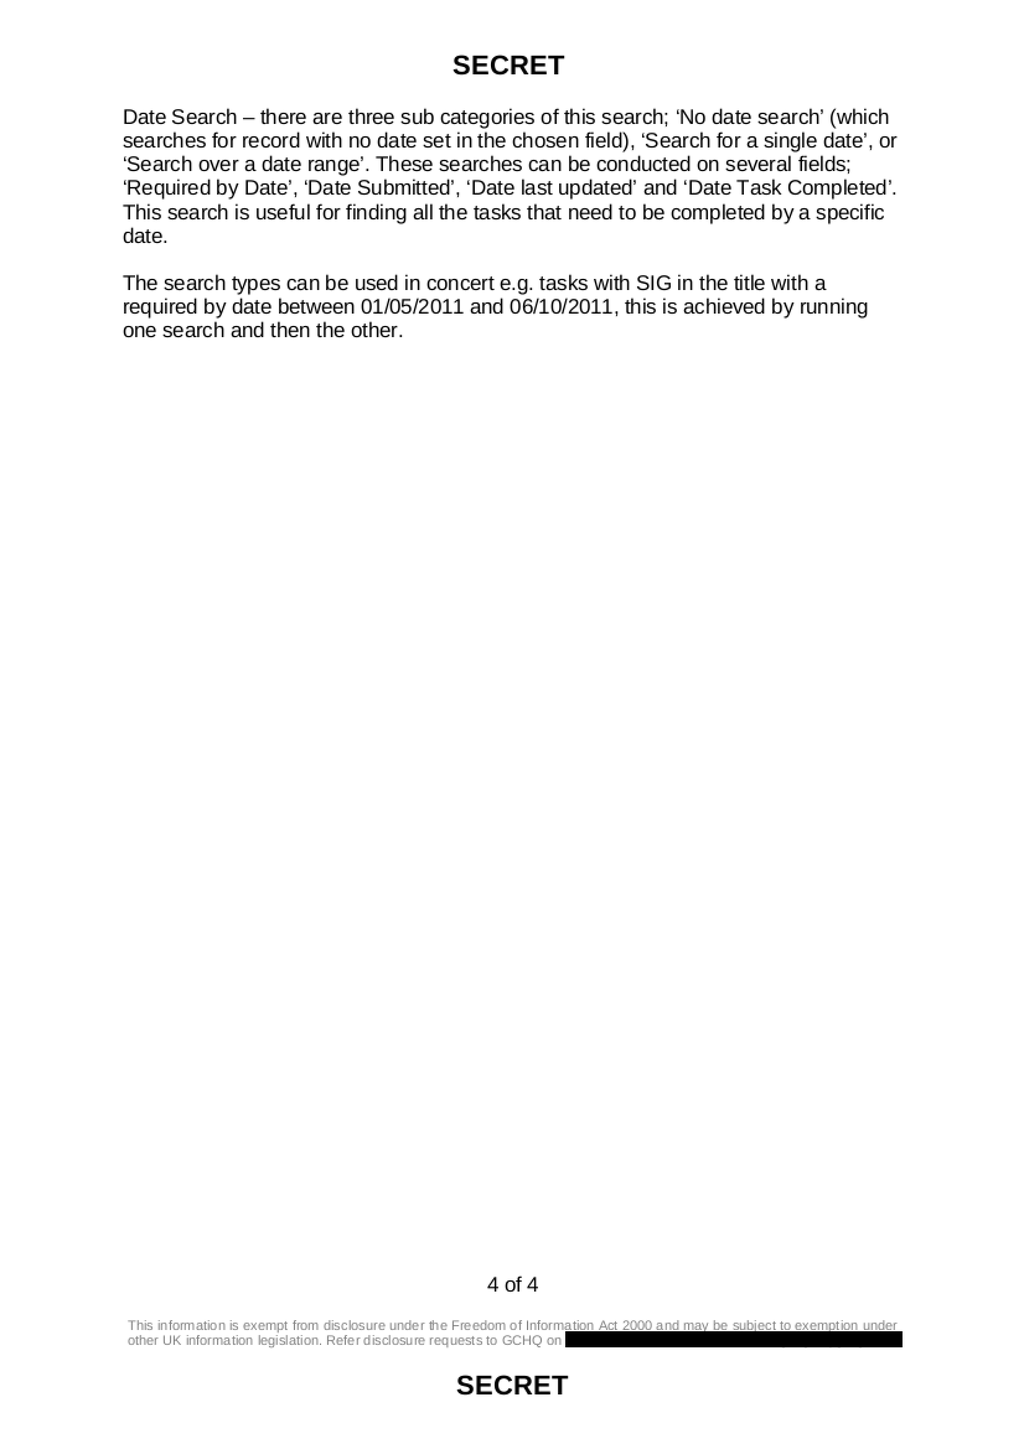 SECRET
Date Search – there are three sub categories of this search; ‘No date search’ (which
searches for record with no date set in the chosen field), ‘Search for a single date’, or
‘Search over a date range’. These searches can be conducted on several fields;
‘Required by Date’, ‘Date Submitted’, ‘Date last updated’ and ‘Date Task Completed’.
This search is useful for finding all the tasks that need to be completed by a specific
date.
The search types can be used in concert e.g. tasks with SIG in the title with a
required by date between 01/05/2011 and 06/10/2011, this is achieved by running
one search and then the other.
4 of 4
This information is exempt from disclosure under the Freedom of Information Act 2000 and may be subject to exemption under
other UK information legislation. Refer disclosure requests to GCHQ on
SECRET